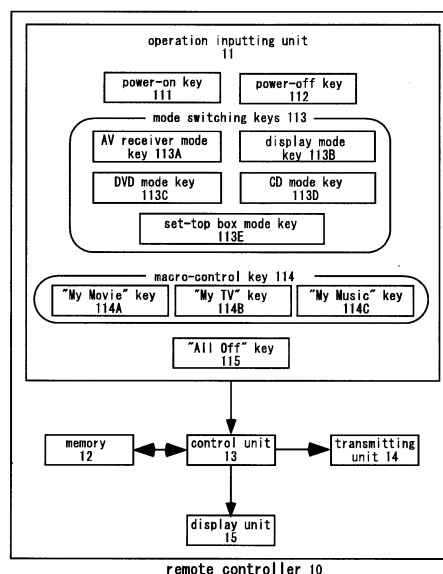 operation inputting unit
11
power-on key
111
power-off key
112
mode switching keys 113
AV receiver mode
key 113A
display mode
key 113B
DVD mode key
113C
CD mode key
113D
set-top box mode key
113E
macro-control key 114
"My Movie" key
114A
"My TV" key
114B
"My Music" key
114C
"All Off" key
115
memory
12
control unit
13
transmitting
unit 14
display unit
15
remote controller 10